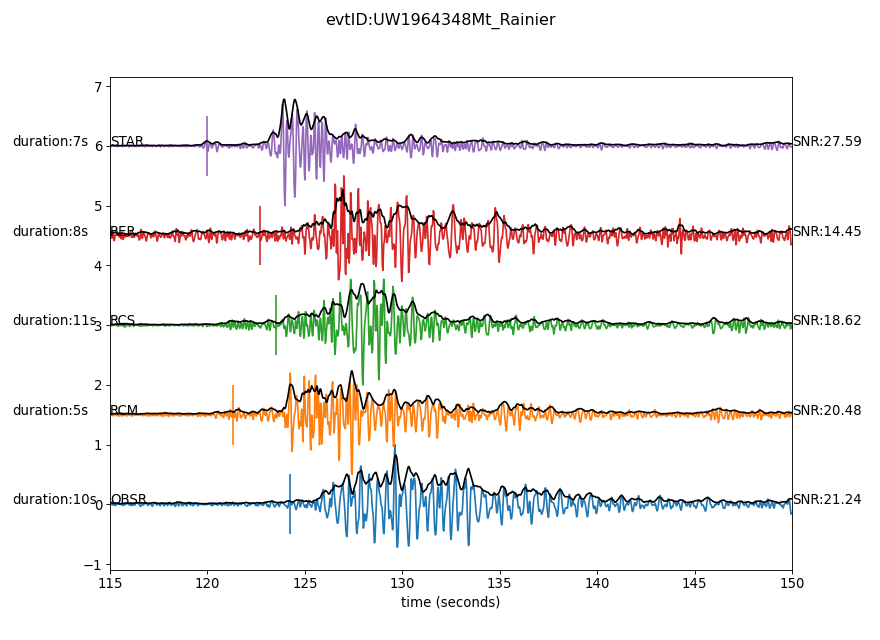 evtID:UW1964348Mt_Rainier
7
duration:7s STAR SNR:27.59
6
5
duration:8s RER SNR:14.45
4
duration:11s RCS SNR:18.62
3
2
duration:5s RCM SNR:20.48
1
duration:10s OBSR SNR:21.24
0
−1
115 120 125 130 135 140 145 150
time (seconds)